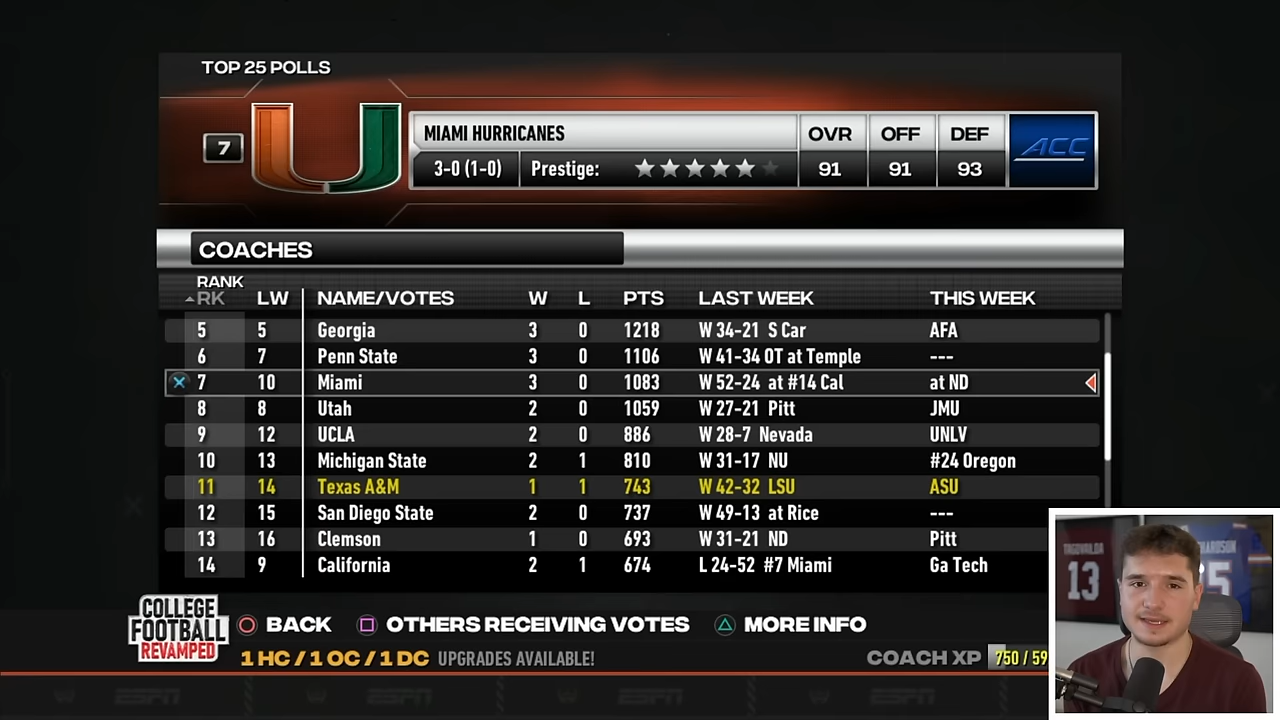 TOP 25 POLLS
7
MIAMI HURRICANES OVR OFF DEF ACC
3-0 (1-0) Prestige: 91 91 93
COACHES
RANK
RK LW NAME/VOTES W L PTS LAST WEEK THIS WEEK
5 5 Georgia 3 0 1218 W 34-21 S Car AFA
6 7 Penn State 3 0 1106 W 41-34 OT at Temple ---
7 10 Miami 3 0 1083 W 52-24 at #14 Cal at ND
8 8 Utah 2 0 1059 W 27-21 Pitt JMU
9 12 UCLA 2 0 886 W 28-7 Nevada UNLV
10 13 Michigan State 2 1 810 W 31-17 NU #24 Oregon
11 14 Texas A&M 1 1 743 W 42-32 LSU ASU
12 15 San Diego State 2 0 737 W 49-13 at Rice ---
13 16 Clemson 1 0 693 W 31-21 ND Pitt
14 9 California 2 1 674 L 24-52 #7 Miami Ga Tech
COLLEGE
FOOTBALL
REVAMPED
BACK OTHERS RECEIVING VOTES MORE INFO
1 HC / 1 OC / 1 DC UPGRADES AVAILABLE! COACH XP 750 / 59
ESPN ESPN ESPN ESPN
13